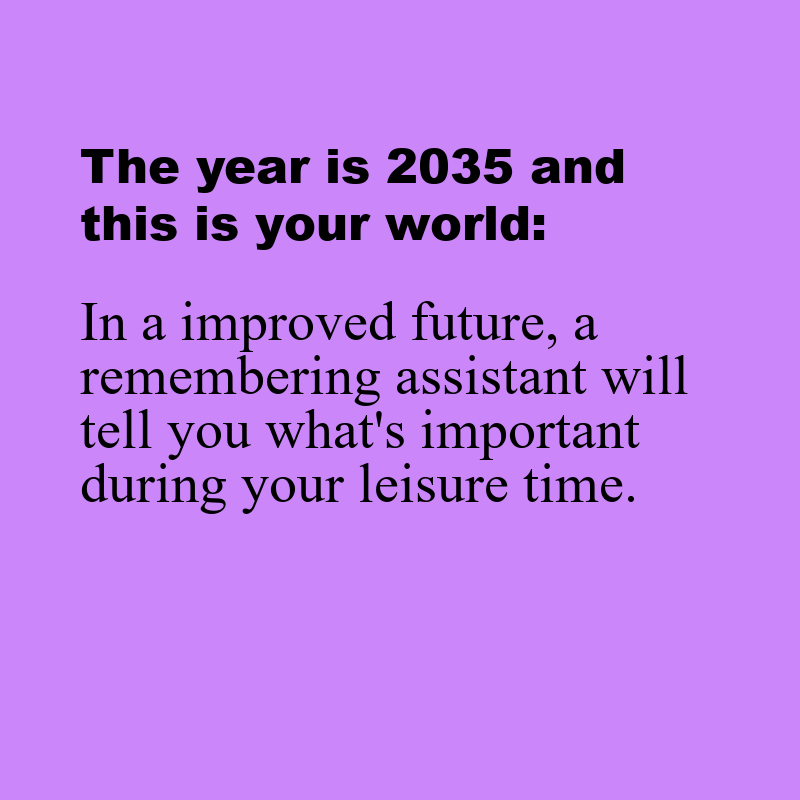 The year is 2035 and
this is your world:
In a improved future, a
remembering assistant will
tell you what's important
during your leisure time.